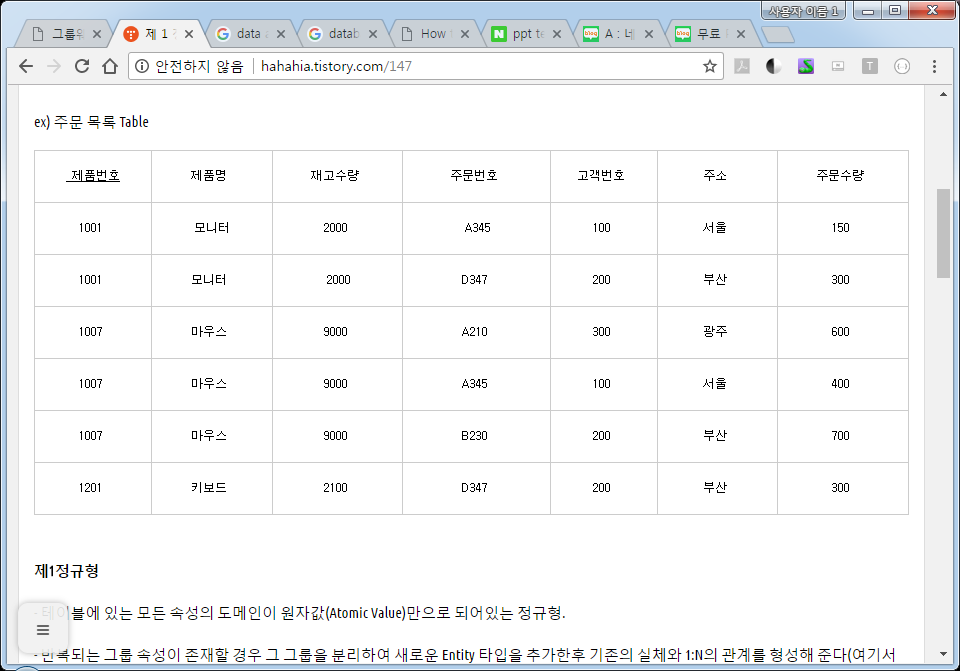 사용자 이름 1
그룹위 제 1 data datab How ppt te A : 네 무료
안전하지 않음 hahahia.tistory.com/147
ex) 주문 목록 Table
제품번호 제품명 재고수량 주문번호 고객번호 주소 주문수량
1001 모니터 2000 A345 100 서울 150
1001 모니터 2000 D347 200 부산 300
1007 마우스 9000 A210 300 광주 600
1007 마우스 9000 A345 100 서울 400
1007 마우스 9000 B230 200 부산 700
1201 키보드 2100 D347 200 부산 300
제1정규형
- 테이블에 있는 모든 속성의 도메인이 원자값(Atomic Value)만으로 되어있는 정규형.
- 반복되는 그룹 속성이 존재할 경우 그 그룹을 분리하여 새로운 Entity 타입을 추가한후 기존의 실체와 1:N의 관계를 형성해 준다(여기서